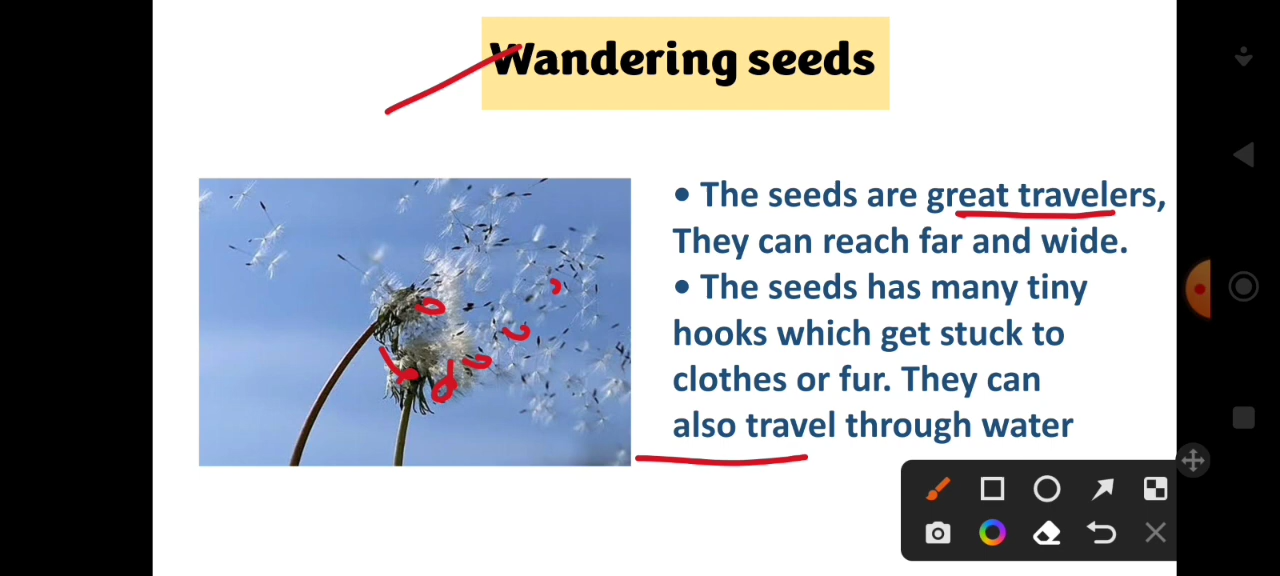 Wandering seeds
• The seeds are great travelers,
They can reach far and wide.
• The seeds has many tiny
hooks which get stuck to
clothes or fur. They can
also travel through water